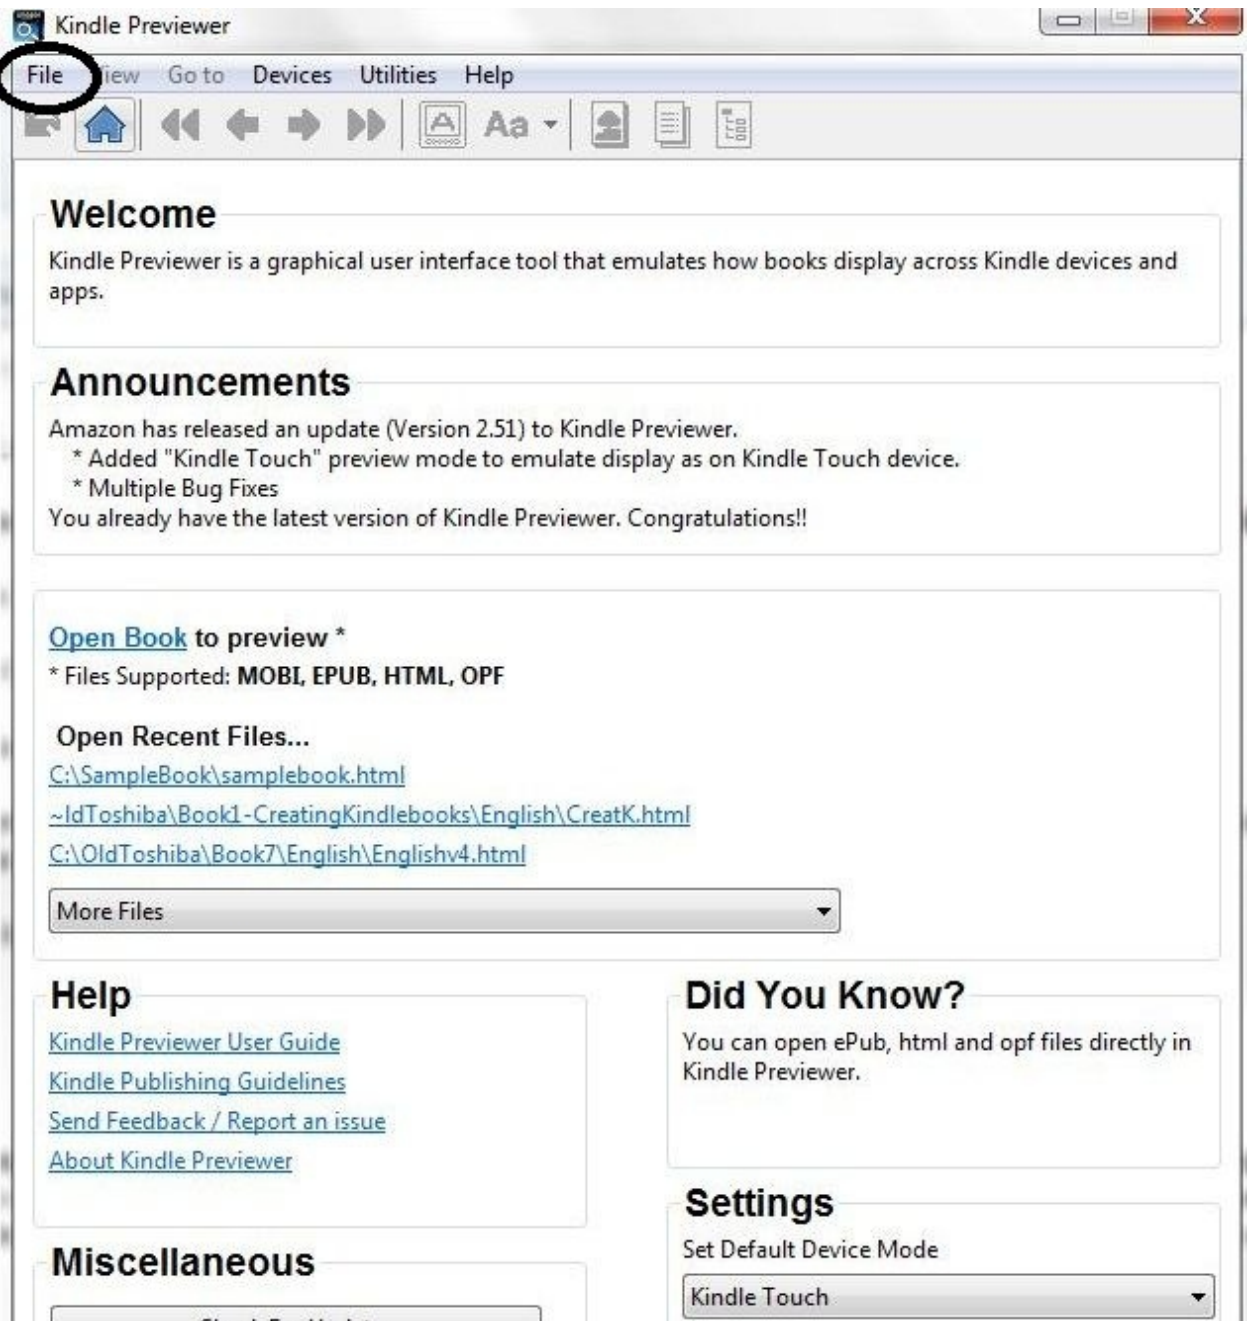 Kindle Previewer
File View Go to Devices Utilities Help
Aa
Welcome
Kindle Previewer is a graphical user interface tool that emulates how books display across Kindle devices and
apps.
Announcements
Amazon has released an update (Version 2.51) to Kindle Previewer.
* Added "Kindle Touch" preview mode to emulate display as on Kindle Touch device.
* Multiple Bug Fixes
You already have the latest version of Kindle Previewer. Congratulations!!
Open Book to preview *
* Files Supported: MOBI, EPUB, HTML, OPF
Open Recent Files...
C:\SampleBook\samplebook.html
~ldToshiba\Book1-CreatingKindlebooks\English\CreatK.html
C:\OldToshiba\Book7\English\Englishv4.html
More Files
Help
Kindle Previewer User Guide
Kindle Publishing Guidelines
Send Feedback / Report an issue
About Kindle Previewer
Did You Know?
You can open ePub, html and opf files directly in
Kindle Previewer.
Miscellaneous
Settings
Set Default Device Mode
Kindle Touch